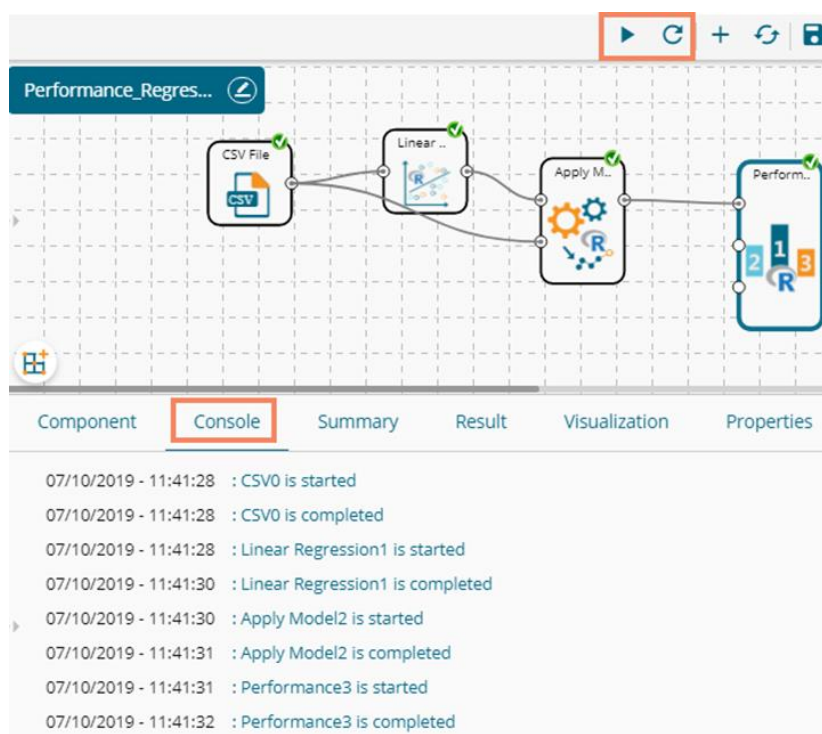 Performance_Regres...
CSV File
CSV
Linear ..
R
Apply M..
R
Perform..
2 1 3
R
Component Console Summary Result Visualization Properties
07/10/2019 - 11:41:28 : CSV0 is started
07/10/2019 - 11:41:28 : CSV0 is completed
07/10/2019 - 11:41:28 : Linear Regression1 is started
07/10/2019 - 11:41:30 : Linear Regression1 is completed
07/10/2019 - 11:41:30 : Apply Model2 is started
07/10/2019 - 11:41:31 : Apply Model2 is completed
07/10/2019 - 11:41:31 : Performance3 is started
07/10/2019 - 11:41:32 : Performance3 is completed